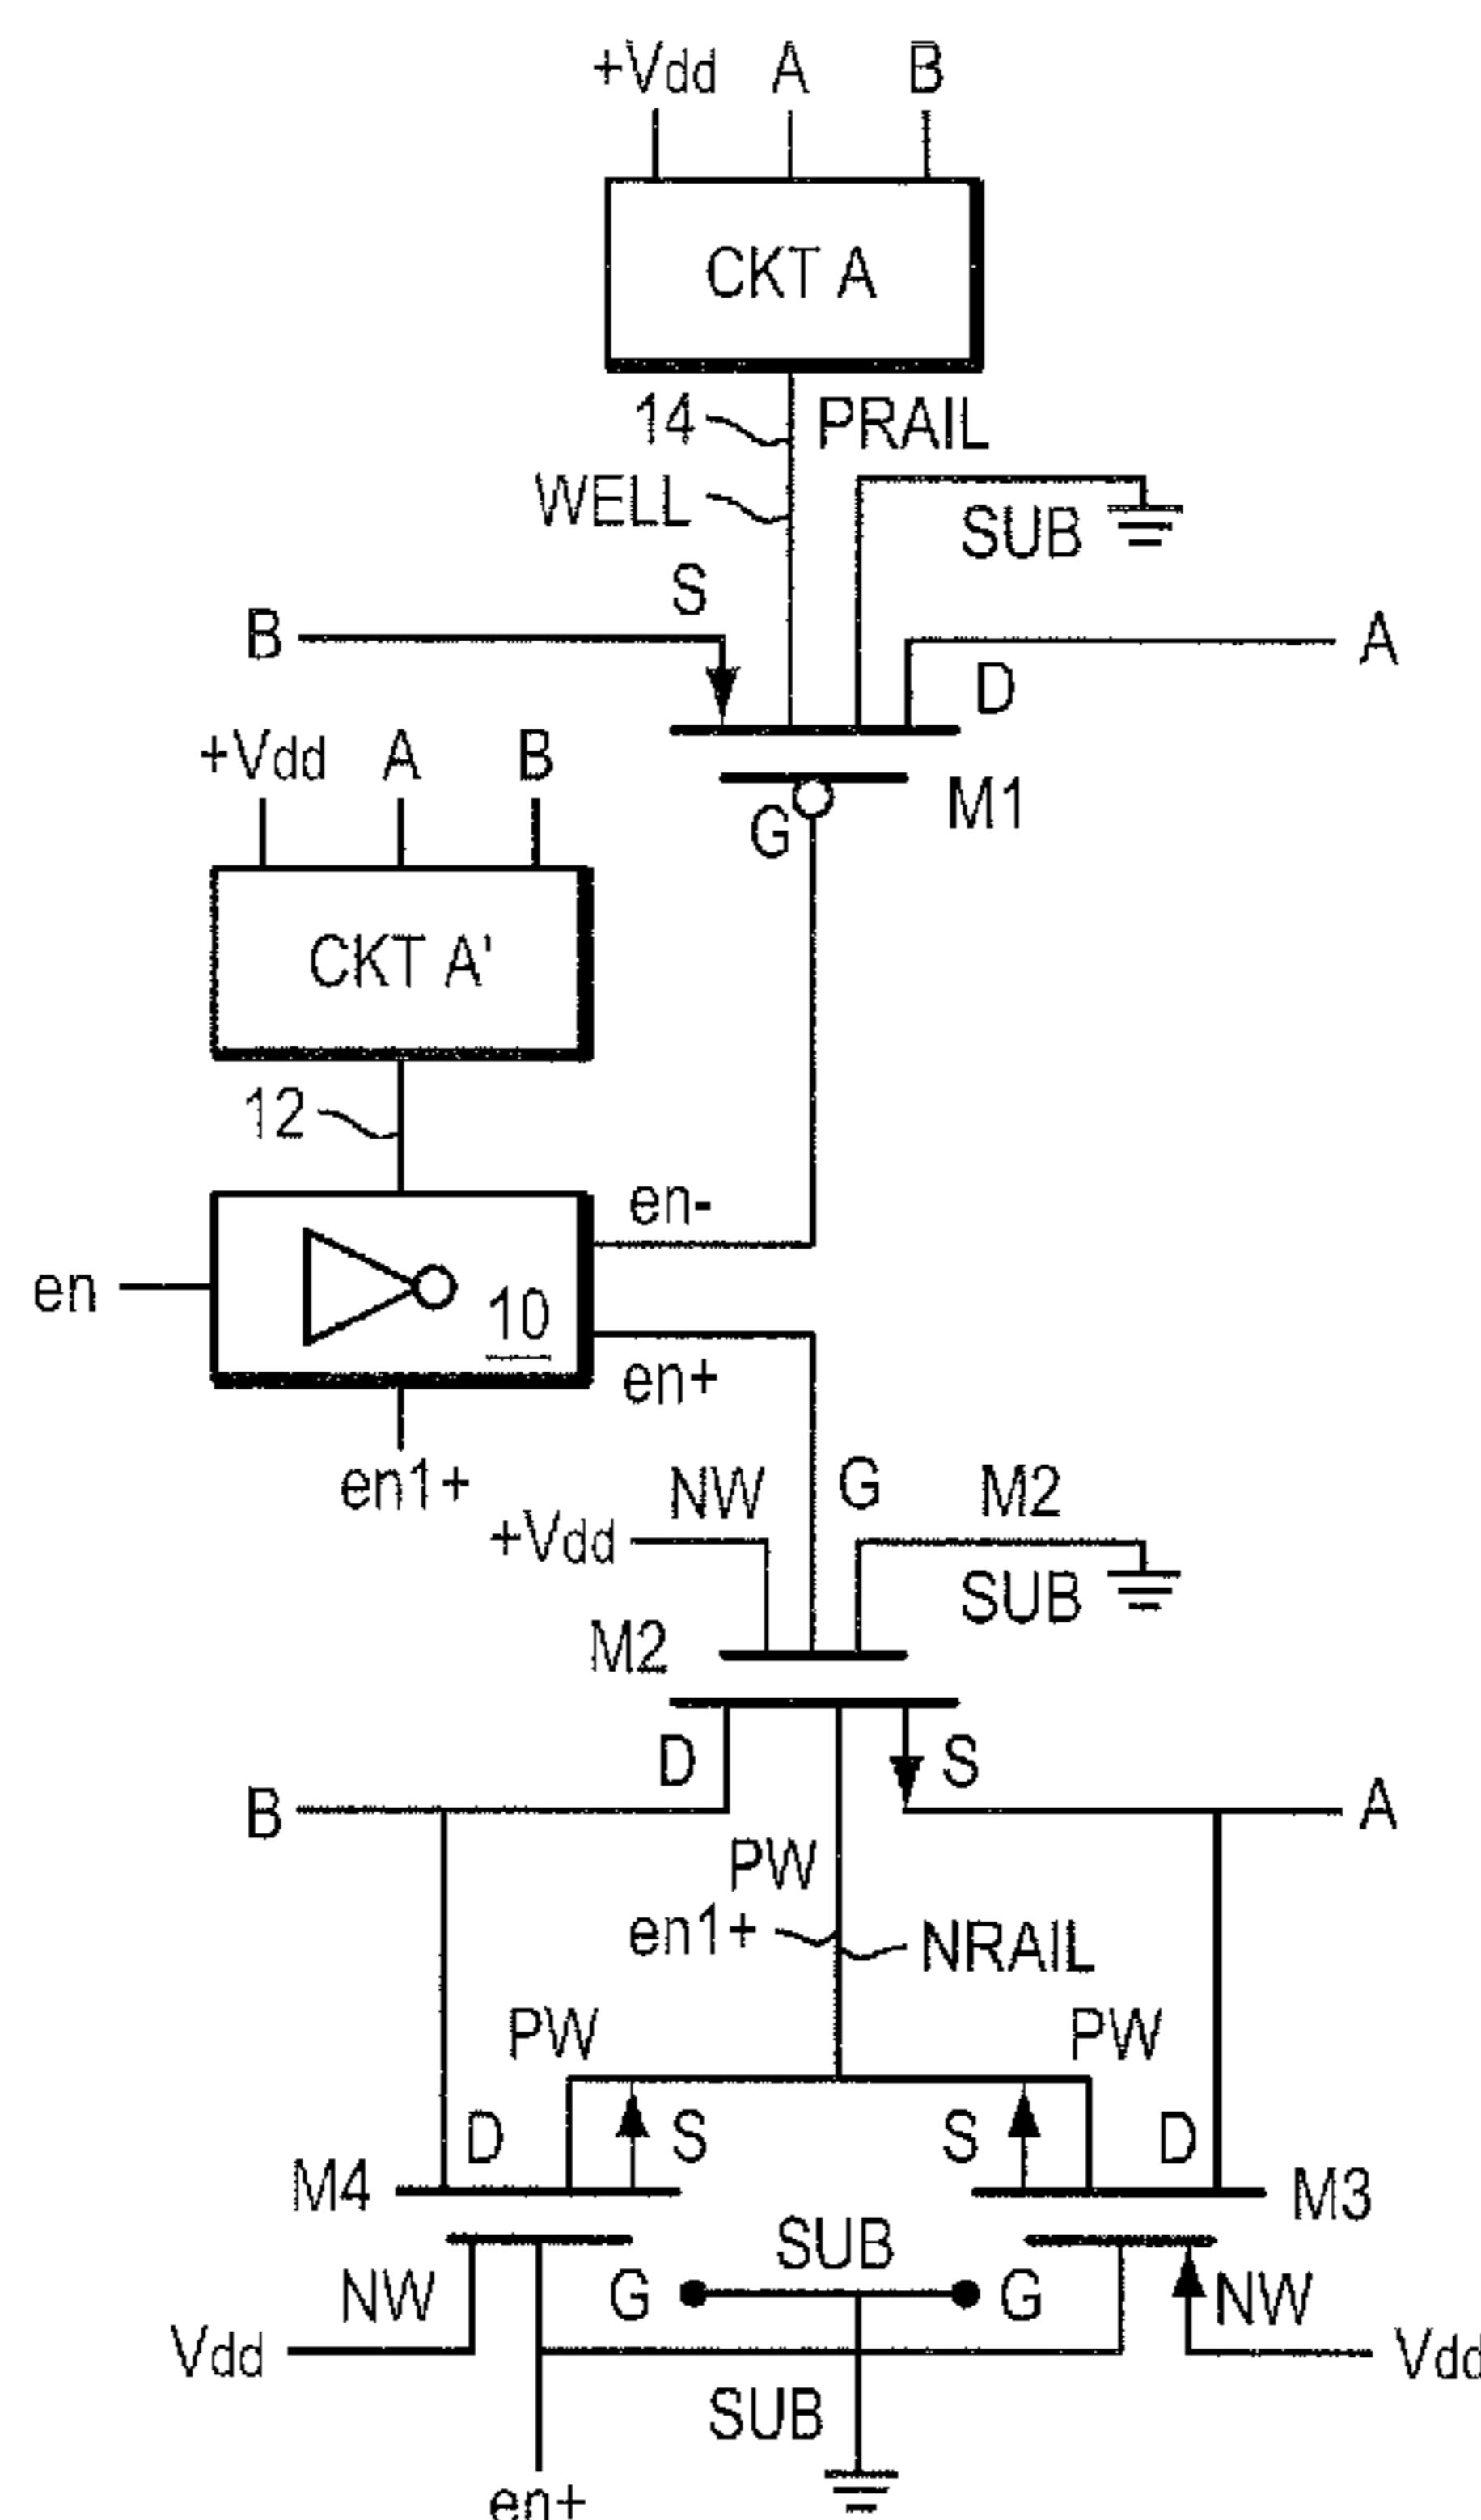 +Vdd A B
CKT A
14 PRAIL
WELL
SUB
S
B
A
D
+Vdd A B
M1
G
CKT A'
12
en-
en
10
en+
en1+
NW G M2
+Vdd
SUB
M2
D S
B A
PW
en1+ NRAIL
PW PW
D S S D
M4 M3
SUB
NW G G NW
Vdd Vdd
SUB
en+